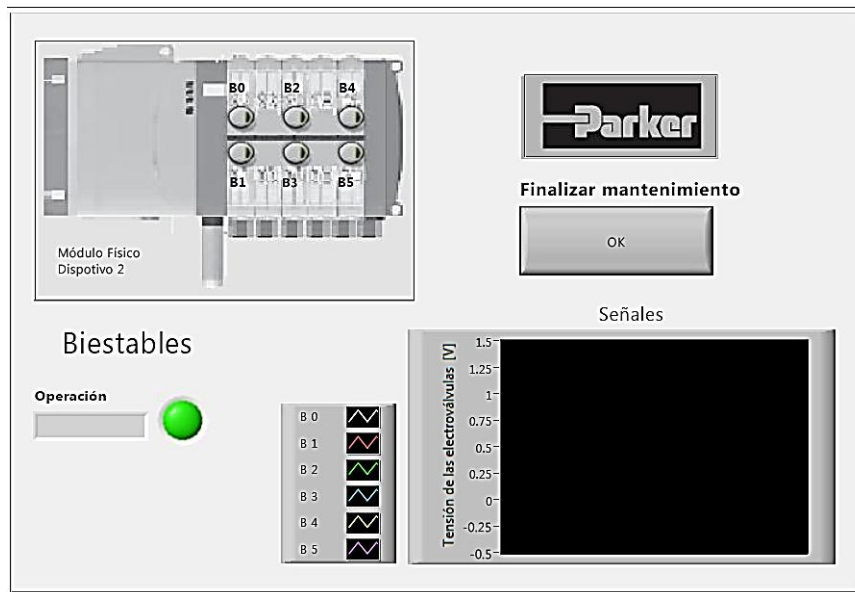 B0 B2 B4
B1 B3 B5
Módulo Físico
Dispotivo 2
Parker
Finalizar mantenimiento
OK
Biestables
Operación
B 0
B 1
B 2
B 3
B 4
B 5
Señales
Tensión de las electroválvulas [V]
1.5
1.25
1
0.75
0.5
0.25
0
-0.25
-0.5